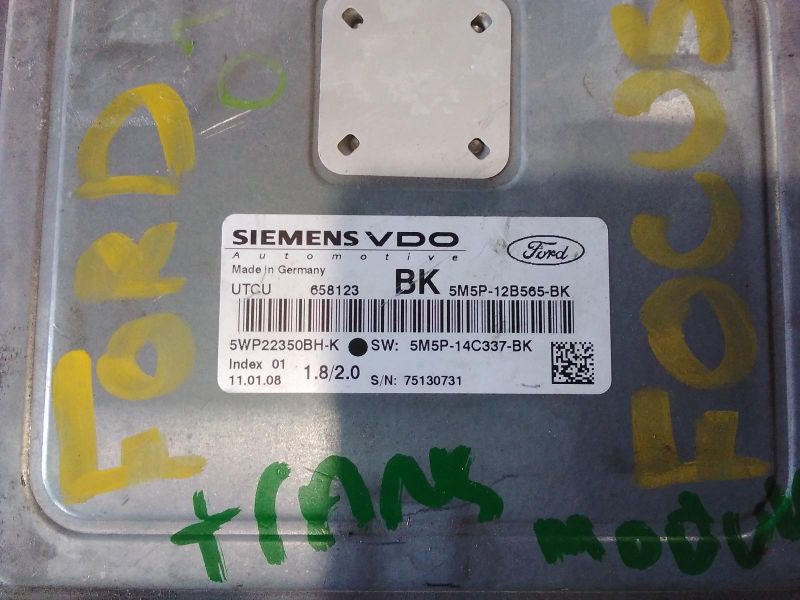 FORD
FOCUS
SIEMENS VDO
Automotive
Ford
Made in Germany
BK
UTCU 658123
5M5P-12B565-BK
5WP22350BH-K SW: 5M5P-14C337-BK
Index 01
11.01.08 1.8/2.0 S/N: 75130731
TRANS